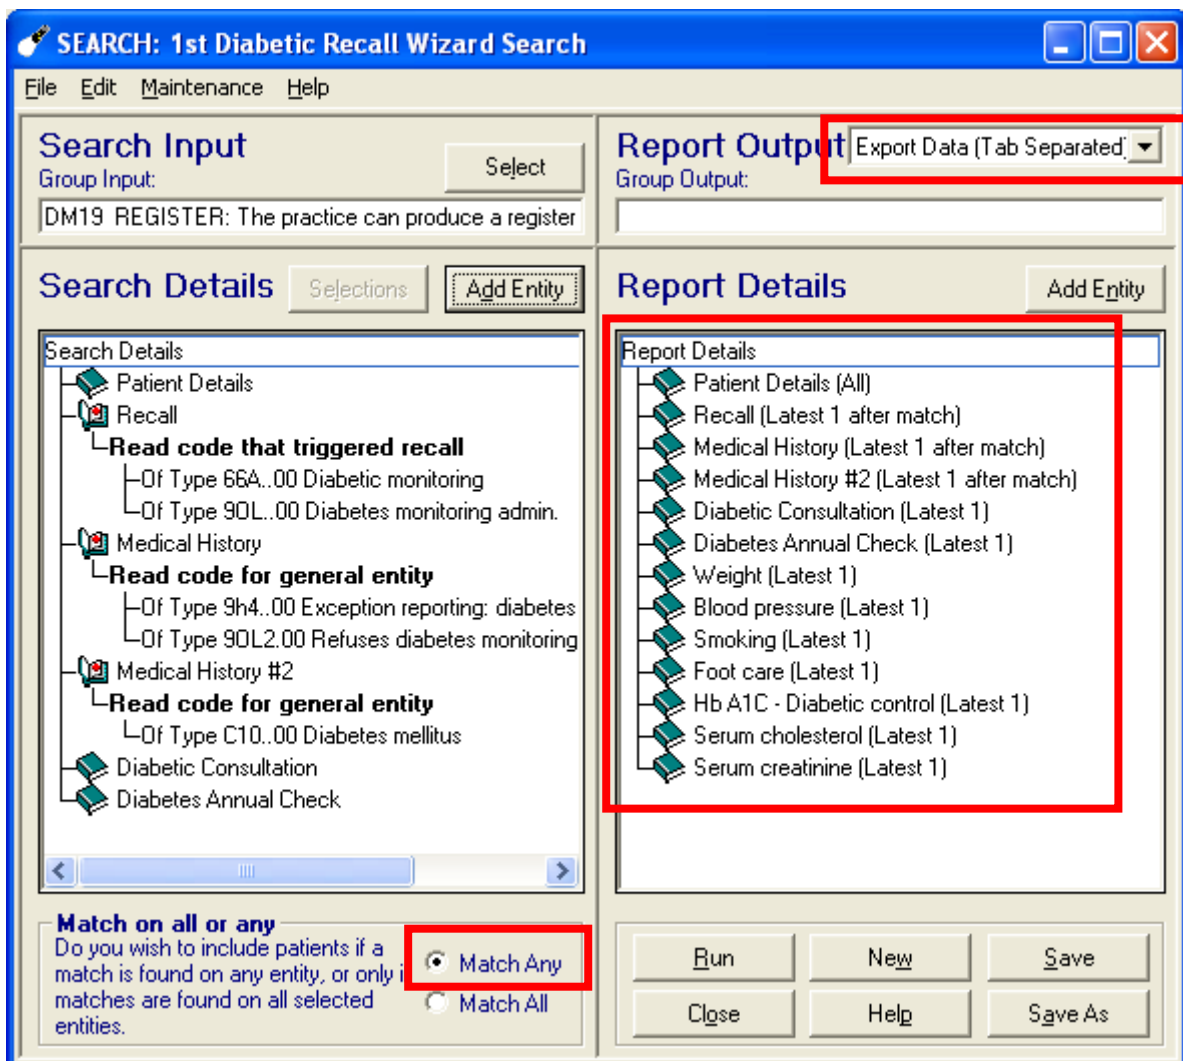 SEARCH: 1st Diabetic Recall Wizard Search
File Edit Maintenance Help
Search Input
Select
Group Input:
DM19 REGISTER: The practice can produce a register
Report Output
Export Data (Tab Separated)
Group Output:
Search Details
Selections
Add Entity
Search Details
Patient Details
Recall
Read code that triggered recall
Of Type 66A..00 Diabetic monitoring
Of Type 9OL..00 Diabetes monitoring admin.
Medical History
Read code for general entity
Of Type 9h4..00 Exception reporting: diabetes
Of Type 9OL2.00 Refuses diabetes monitoring
Medical History #2
Read code for general entity
Of Type C10..00 Diabetes mellitus
Diabetic Consultation
Diabetes Annual Check
Report Details
Add Entity
Report Details
Patient Details (All)
Recall (Latest 1 after match)
Medical History (Latest 1 after match)
Medical History #2 (Latest 1 after match)
Diabetic Consultation (Latest 1)
Diabetes Annual Check (Latest 1)
Weight (Latest 1)
Blood pressure (Latest 1)
Smoking (Latest 1)
Foot care (Latest 1)
Hb A1C - Diabetic control (Latest 1)
Serum cholesterol (Latest 1)
Serum creatinine (Latest 1)
Match on all or any
Do you wish to include patients if a
match is found on any entity, or only i
matches are found on all selected
entities.
Match Any
Match All
Run
New
Save
Close
Help
Save As